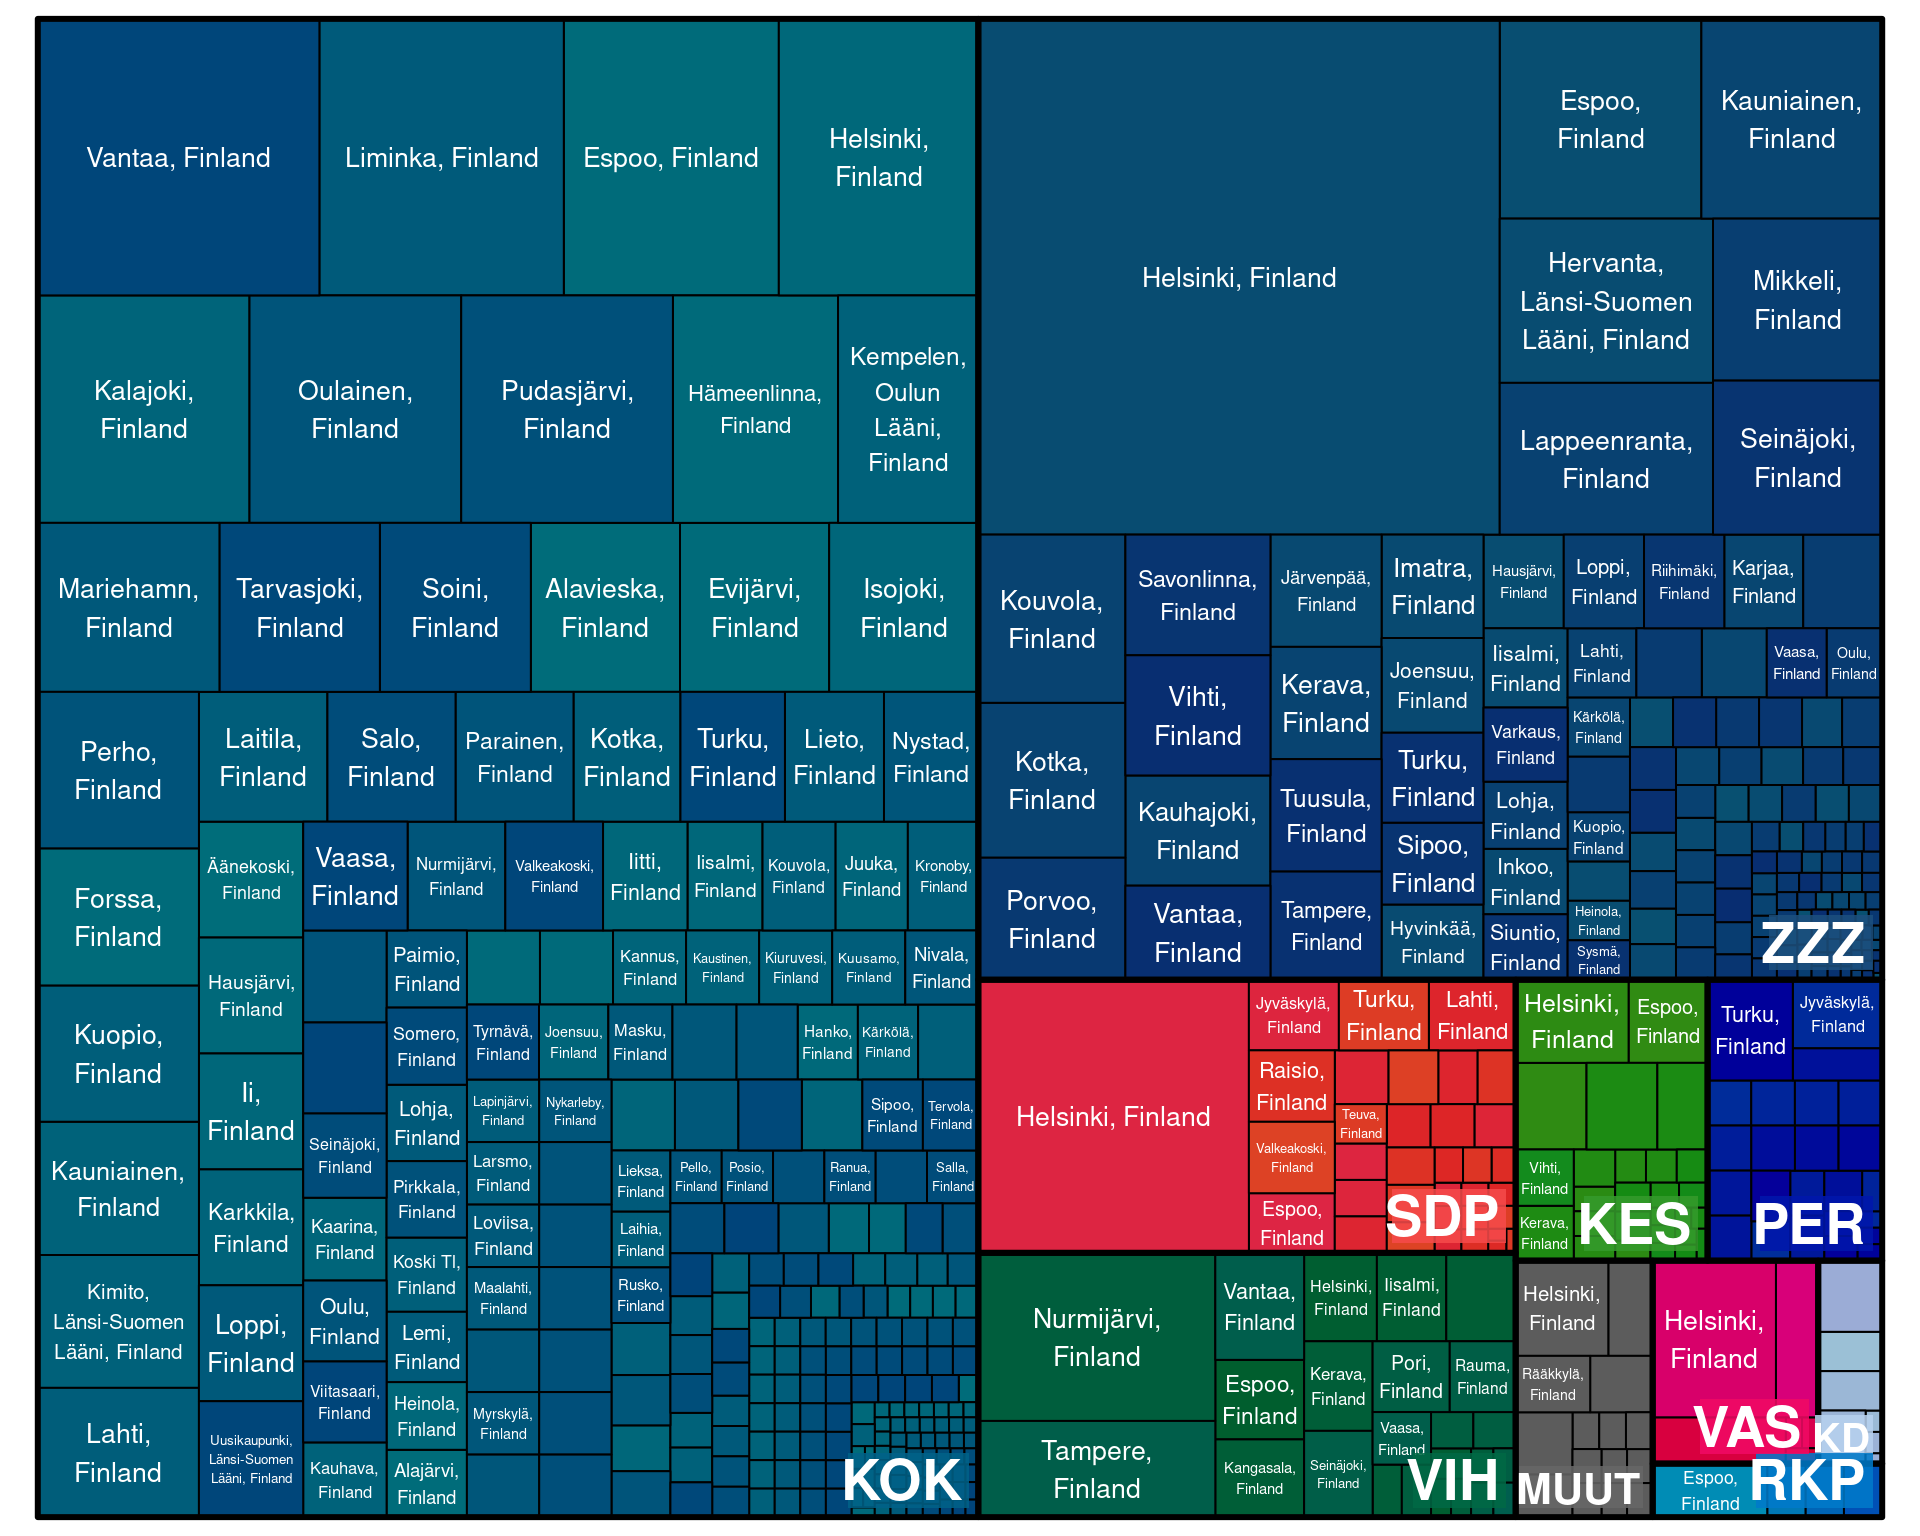 Vantaa, Finland
Liminka, Finland
Espoo, Finland
Helsinki,
Finland
Kalajoki,
Finland
Oulainen,
Finland
Pudasjärvi,
Finland
Hämeenlinna,
Finland
Kempelen,
Oulun
Lääni,
Finland
Mariehamn,
Finland
Tarvasjoki,
Finland
Soini,
Finland
Alavieska,
Finland
Evijärvi,
Finland
Isojoki,
Finland
Perho,
Finland
Forssa,
Finland
Kuopio,
Finland
Kauniainen,
Finland
Kimito,
Länsi-Suomen
Lääni, Finland
Lahti,
Finland
Laitila,
Finland
Salo,
Finland
Parainen,
Finland
Kotka,
Finland
Turku,
Finland
Lieto,
Finland
Nystad,
Finland
Äänekoski,
Finland
Hausjärvi,
Finland
Ii,
Finland
Karkkila,
Finland
Loppi,
Finland
Uusikaupunki,
Länsi-Suomen
Lääni, Finland
Vaasa,
Finland
Nurmijärvi,
Finland
Valkeakoski,
Finland
Iitti,
Finland
Iisalmi,
Finland
Kouvola,
Finland
Juuka,
Finland
Kronoby,
Finland
Seinäjoki,
Finland
Kaarina,
Finland
Oulu,
Finland
Viitasaari,
Finland
Kauhava,
Finland
Paimio,
Finland
Somero,
Finland
Lohja,
Finland
Pirkkala,
Finland
Koski Tl,
Finland
Lemi,
Finland
Heinola,
Finland
Alajärvi,
Finland
Kannus,
Finland
Kaustinen,
Finland
Kiuruvesi,
Finland
Kuusamo,
Finland
Nivala,
Finland
Tyrnävä,
Finland
Joensuu,
Finland
Masku,
Finland
Hanko,
Finland
Kärkölä,
Finland
Lapinjärvi,
Finland
Nykarleby,
Finland
Sipoo,
Finland
Tervola,
Finland
Larsmo,
Finland
Loviisa,
Finland
Maalahti,
Finland
Myrskylä,
Finland
Lieksa,
Finland
Laihia,
Finland
Rusko,
Finland
Pello,
Finland
Posio,
Finland
Ranua,
Finland
Salla,
Finland
KOK
Helsinki, Finland
Espoo,
Finland
Kauniainen,
Finland
Hervanta,
Länsi-Suomen
Lääni, Finland
Mikkeli,
Finland
Lappeenranta,
Finland
Seinäjoki,
Finland
Kouvola,
Finland
Kotka,
Finland
Porvoo,
Finland
Savonlinna,
Finland
Vihti,
Finland
Kauhajoki,
Finland
Vantaa,
Finland
Järvenpää,
Finland
Kerava,
Finland
Tuusula,
Finland
Tampere,
Finland
Imatra,
Finland
Joensuu,
Finland
Turku,
Finland
Sipoo,
Finland
Hyvinkää,
Finland
Hausjärvi,
Finland
Loppi,
Finland
Riihimäki,
Finland
Karjaa,
Finland
Iisalmi,
Finland
Varkaus,
Finland
Lohja,
Finland
Inkoo,
Finland
Siuntio,
Finland
Lahti,
Finland
Vaasa,
Finland
Oulu,
Finland
Kärkölä,
Finland
Kuopio,
Finland
Heinola,
Finland
Sysmä,
Finland
ZZZ
Helsinki, Finland
Jyväskylä,
Finland
Turku,
Finland
Lahti,
Finland
Raisio,
Finland
Valkeakoski,
Finland
Espoo,
Finland
Teuva,
Finland
SDP
Helsinki,
Finland
Espoo,
Finland
Vihti,
Finland
Kerava,
Finland
KES
Turku,
Finland
Jyväskylä,
Finland
PER
Nurmijärvi,
Finland
Tampere,
Finland
Vantaa,
Finland
Espoo,
Finland
Kangasala,
Finland
Helsinki,
Finland
Iisalmi,
Finland
Kerava,
Finland
Seinäjoki,
Finland
Pori,
Finland
Rauma,
Finland
Vaasa,
Finland
VIH
Helsinki,
Finland
Rääkkylä,
Finland
MUUT
Helsinki,
Finland
VAS
KD
Espoo,
Finland
RKP